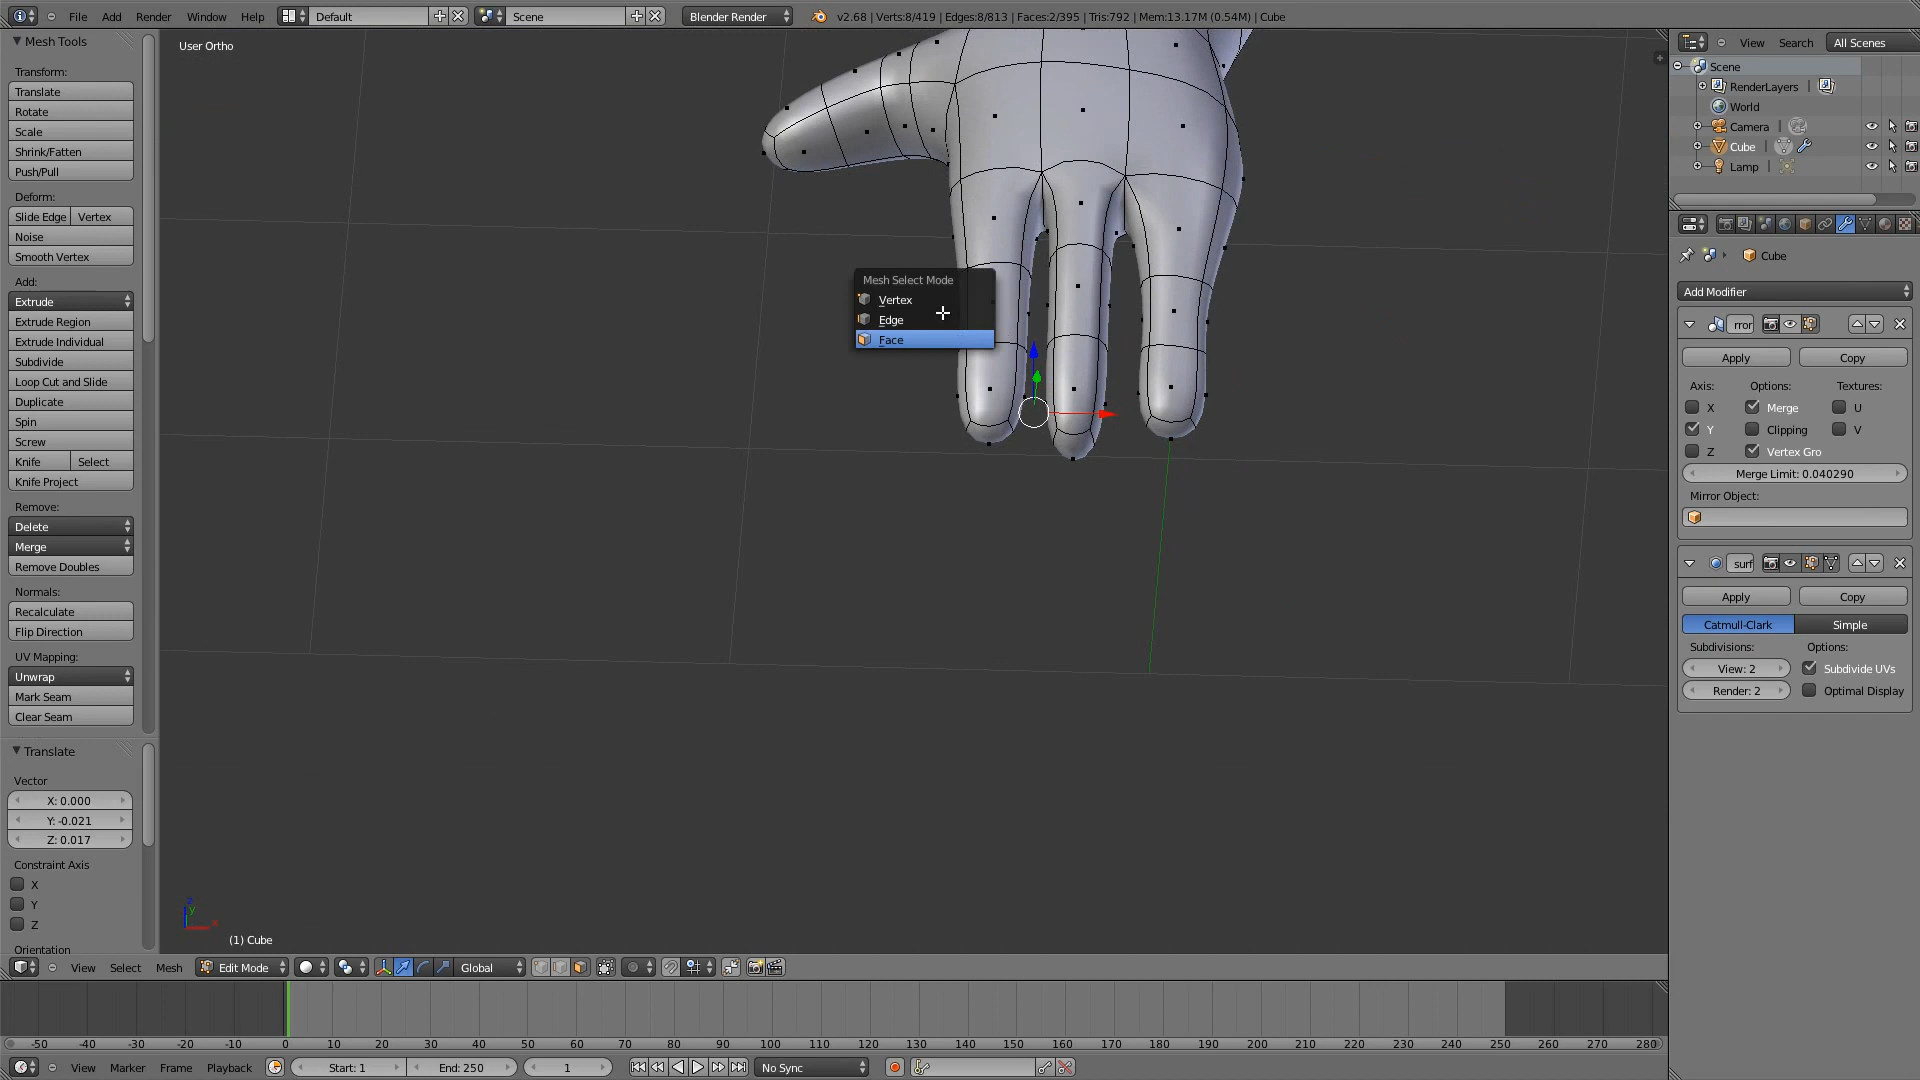 File Add Render Window Help Default Scene Blender Render v2.68 | Verts:8/419 | Edges:8/813 | Faces:2/395 | Tris:792 | Mem:13.17M (0.54M) | Cube
Mesh Tools
Transform:
Translate
Rotate
Scale
Shrink/Fatten
Push/Pull
Deform:
Slide Edge Vertex
Noise
Smooth Vertex
Add:
Extrude
Extrude Region
Extrude Individual
Subdivide
Loop Cut and Slide
Duplicate
Spin
Screw
Knife Select
Knife Project
Remove:
Delete
Merge
Remove Doubles
Normals:
Recalculate
Flip Direction
UV Mapping:
Unwrap
Mark Seam
Clear Seam
Translate
Vector
X: 0.000
Y: -0.021
Z: 0.017
Constraint Axis
X
Y
Z
Orientation
User Ortho
Mesh Select Mode
Vertex
Edge
Face
z
y
x
(1) Cube
View Select Mesh Edit Mode Global
-50 -40 -30 -20 -10 0 10 20 30 40 50 60 70 80 90 100 110 120 130 140 150 160 170 180 190 200 210 220 230 240 250 260 270 280
View Marker Frame Playback Start: 1 End: 250 1 No Sync
View Search All Scenes
Scene
RenderLayers |
World
Camera |
Cube |
Lamp |
Cube
Add Modifier
rror
Apply Copy
Axis: Options: Textures:
X Merge U
Y Clipping V
Z Vertex Gro
Merge Limit: 0.040290
Mirror Object:
surf
Apply Copy
Catmull-Clark Simple
Subdivisions: Options:
View: 2 Subdivide UVs
Render: 2 Optimal Display